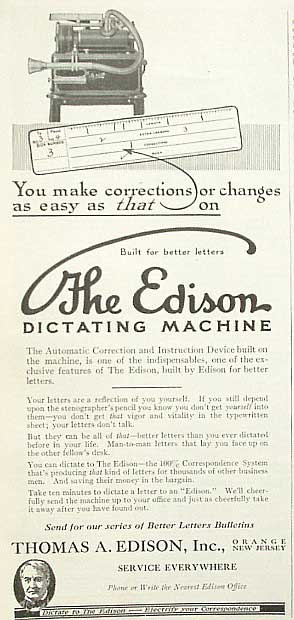 You make corrections or changes
as easy as that on
Built for better letters
The Edison
DICTATING MACHINE
The Automatic Correction and Instruction Device built on
the machine, is one of the indispensables, one of the ex-
clusive features of The Edison, built by Edison for better
letters.
Your letters are a reflection of you yourself. If you still depend
upon the stenographer's pencil you know you don't get yourself into
them—you don't get that vigor and vitality in the typewritten
sheet; your letters don't talk.
But they can be all of that—better letters than you ever dictated
before in your life. Man-to-man letters that lay you face up on
the other fellow's desk.
You can dictate to The Edison—the 100% Correspondence System
that's producing that kind of letters for thousands of other business
men. And saving their money in the bargain.
Take ten minutes to dictate a letter to an "Edison." We'll cheer-
fully send the machine up to your office and just as cheerfully take
it away after you have found out.
Send for our series of Better Letters Bulletins
THOMAS A. EDISON, Inc., ORANGE
NEW JERSEY
SERVICE EVERYWHERE
Phone or Write the Nearest Edison Office
Dictate to The Edison — Electrify your Correspondence